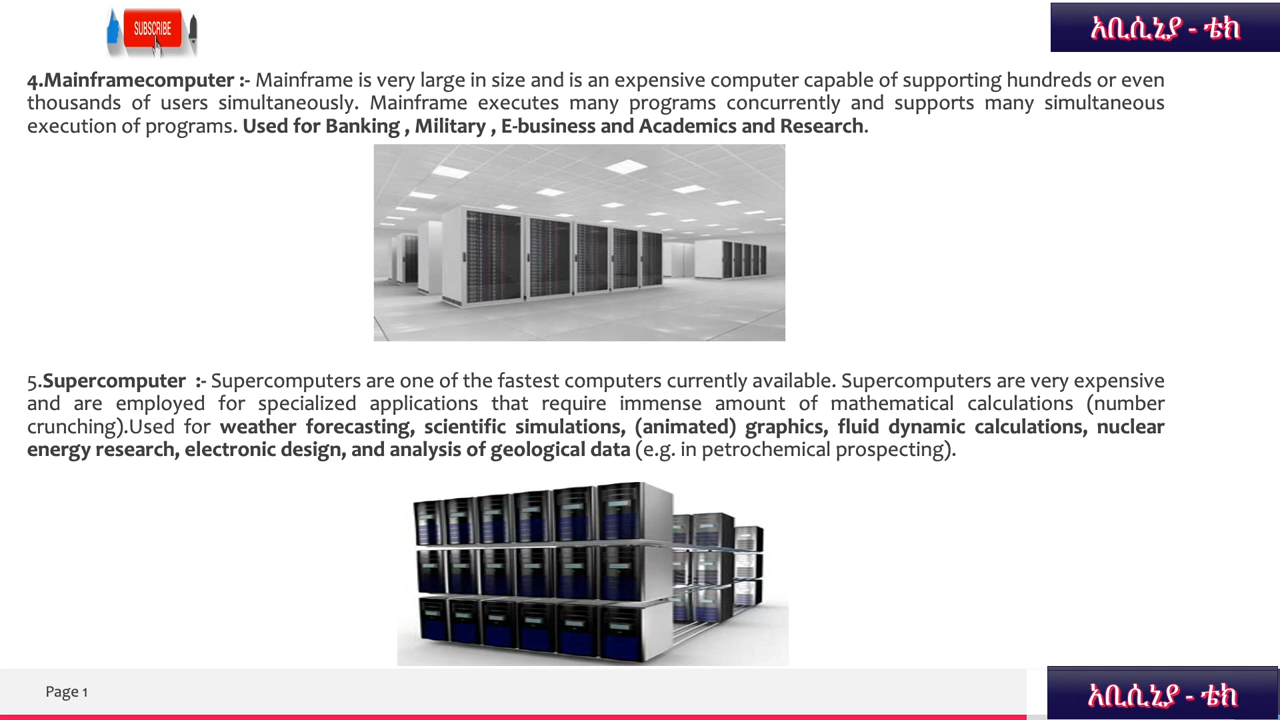 SUBSCRIBE
አቢሲኒያ - ቴክ
4.Mainframecomputer :- Mainframe is very large in size and is an expensive computer capable of supporting hundreds or even
thousands of users simultaneously. Mainframe executes many programs concurrently and supports many simultaneous
execution of programs. Used for Banking , Military , E-business and Academics and Research.
5.Supercomputer :- Supercomputers are one of the fastest computers currently available. Supercomputers are very expensive
and are employed for specialized applications that require immense amount of mathematical calculations (number
crunching).Used for weather forecasting, scientific simulations, (animated) graphics, fluid dynamic calculations, nuclear
energy research, electronic design, and analysis of geological data (e.g. in petrochemical prospecting).
Page 1
አቢሲኒያ - ቴክ